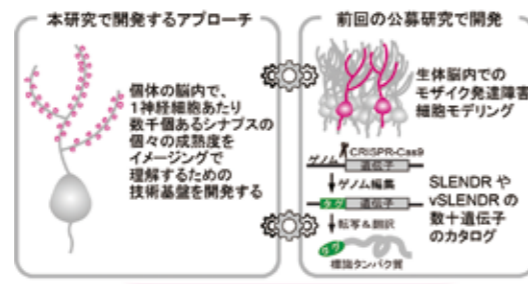 本研究で開発するアプローチ
個体の脳内で、
1神経細胞あたり
数千個あるシナプスの
個々の成熟度を
イメージングで
理解するための
技術基盤を開発する
前回の公募研究で開発
生体脳内での
モザイク発達障害
細胞モデリング
CRISPR-Cas9
ゲノム
遺伝子
ゲノム編集
タグ
遺伝子
転写&翻訳
タグ
標識タンパク質
SLENDR や
vSLENDR の
数十遺伝子
のカタログ